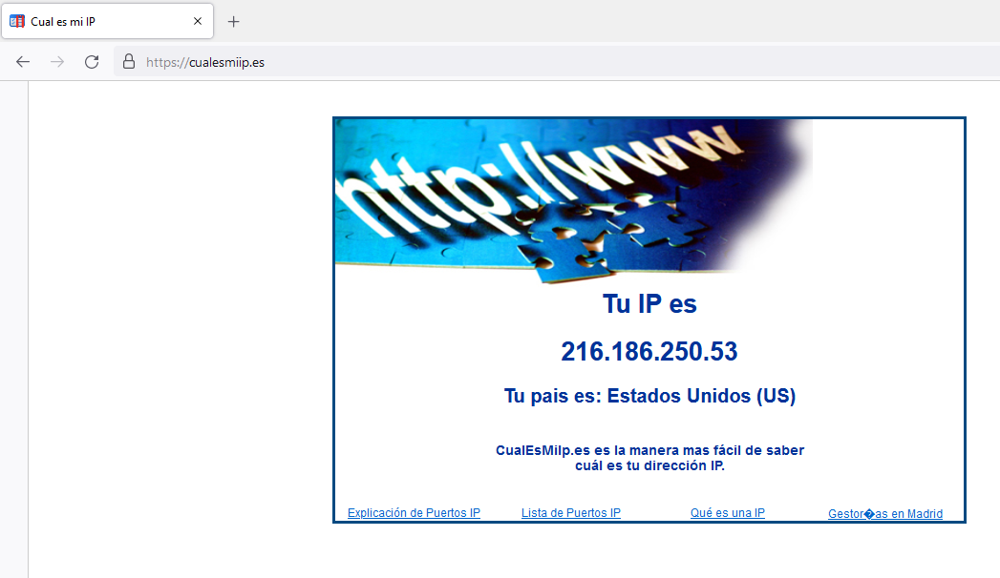 Cual es mi IP
https://cualesmiip.es
http://www
Tu IP es
216.186.250.53
Tu pais es: Estados Unidos (US)
CualEsMiIp.es es la manera mas fácil de saber
cuál es tu dirección IP.
Explicación de Puertos IP
Lista de Puertos IP
Qué es una IP
Gestor�as en Madrid